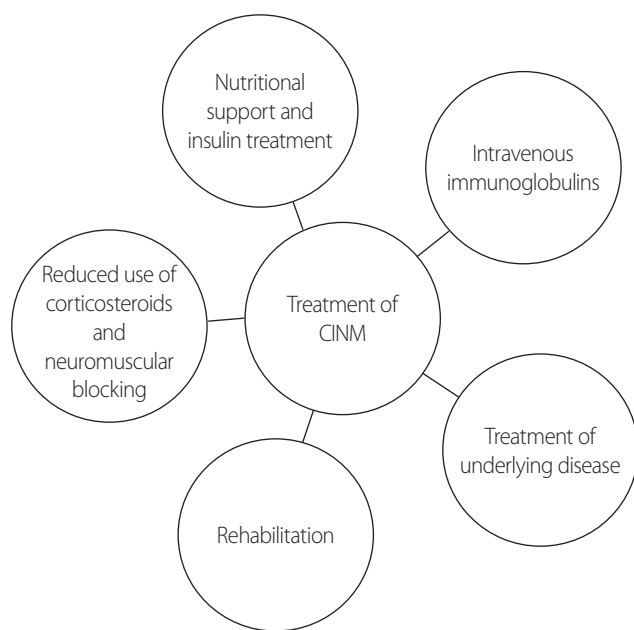 Nutritional
support and
insulin treatment
Intravenous
immunoglobulins
Reduced use of
corticosteroids
and
neuromuscular
blocking
Treatment of
CINM
Treatment of
underlying disease
Rehabilitation